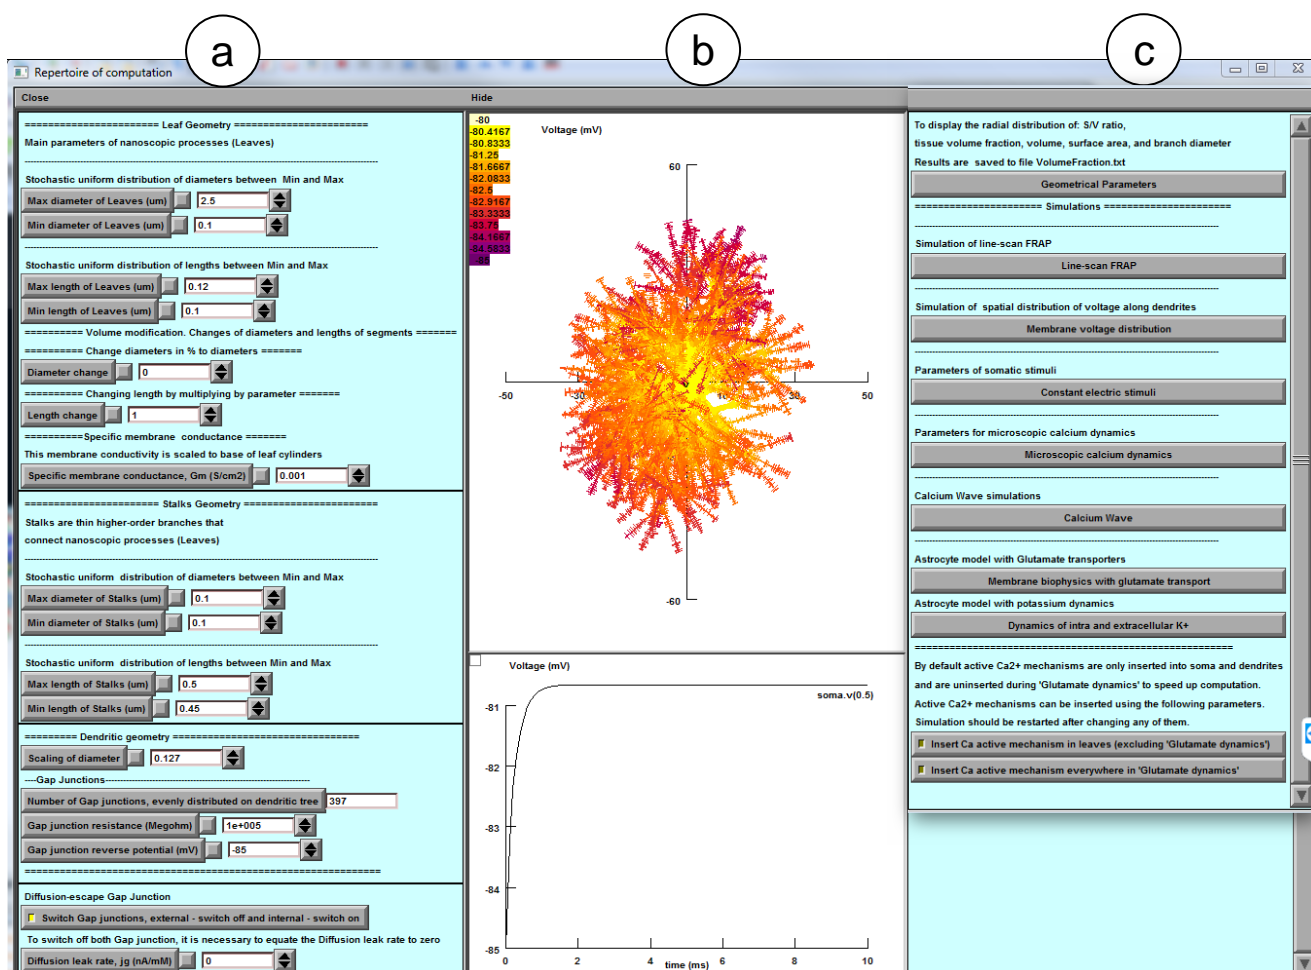 a
b
c
Repertoire of computation
Close
Hide
======================= Leaf Geometry =======================
Main parameters of nanoscopic processes (Leaves)
Stochastic uniform distribution of diameters between Min and Max
Max diameter of Leaves (um) 2.5
Min diameter of Leaves (um) 0.1
Stochastic uniform distribution of lengths between Min and Max
Max length of Leaves (um) 0.12
Min length of Leaves (um) 0.1
========== Volume modification. Changes of diameters and lengths of segments =======
========== Change diameters in % to diameters =======
Diameter change 0
========== Changing length by multiplying by parameter =======
Length change 1
==========Specific membrane conductance =======
This membrane conductivity is scaled to base of leaf cylinders
Specific membrane conductance, Gm (S/cm2) 0.001
======================= Stalks Geometry =======================
Stalks are thin higher-order branches that
connect nanoscopic processes (Leaves)
Stochastic uniform distribution of diameters between Min and Max
Max diameter of Stalks (um) 0.1
Min diameter of Stalks (um) 0.1
Stochastic uniform distribution of lengths between Min and Max
Max length of Stalks (um) 0.5
Min length of Stalks (um) 0.45
========= Dendritic geometry ================================
Scaling of diameter 0.127
----Gap Junctions----
Number of Gap junctions, evenly distributed on dendritic tree 397
Gap junction resistance (Megohm) 1e+005
Gap junction reverse potential (mV) -85
Diffusion-escape Gap Junction
Switch Gap junctions, external - switch off and internal - switch on
To switch off both Gap junction, it is necessary to equate the Diffusion leak rate to zero
Diffusion leak rate, jg (nA/mM) 0
-80
-80.4167
-80.8333
-81.25
-81.6667
-82.0833
-82.5
-82.9167
-83.3333
-83.75
-84.1667
-84.5833
-85
Voltage (mV)
60
-50
-30
10
30
50
-60
Voltage (mV)
soma.v(0.5)
-81
-82
-83
-84
-85
0
2
4
6
8
10
time (ms)
To display the radial distribution of: S/V ratio,
tissue volume fraction, volume, surface area, and branch diameter
Results are saved to file VolumeFraction.txt
Geometrical Parameters
====================== Simulations ======================
Simulation of line-scan FRAP
Line-scan FRAP
Simulation of spatial distribution of voltage along dendrites
Membrane voltage distribution
Parameters of somatic stimuli
Constant electric stimuli
Parameters for microscopic calcium dynamics
Microscopic calcium dynamics
Calcium Wave simulations
Calcium Wave
Astrocyte model with Glutamate transporters
Membrane biophysics with glutamate transport
Astrocyte model with potassium dynamics
Dynamics of intra and extracellular K+
By default active Ca2+ mechanisms are only inserted into soma and dendrites
and are uninserted during 'Glutamate dynamics' to speed up computation.
Active Ca2+ mechanisms can be inserted using the following parameters.
Simulation should be restarted after changing any of them.
Insert Ca active mechanism in leaves (excluding 'Glutamate dynamics')
Insert Ca active mechanism everywhere in 'Glutamate dynamics'